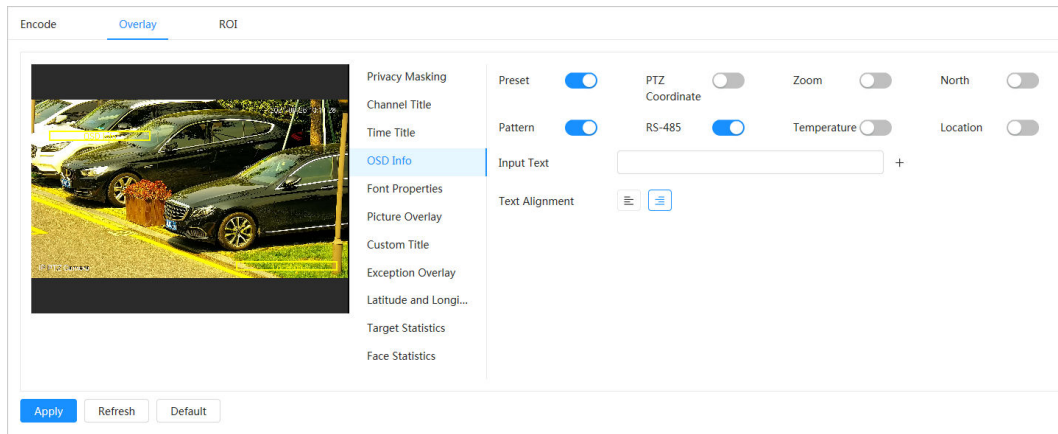 Encode
Overlay
ROI
Privacy Masking
Channel Title
Time Title
OSD Info
Font Properties
Picture Overlay
Custom Title
Exception Overlay
Latitude and Longi...
Target Statistics
Face Statistics
Preset
PTZ
Coordinate
Zoom
North
Pattern
RS-485
Temperature
Location
Input Text
+
Text Alignment
Apply
Refresh
Default